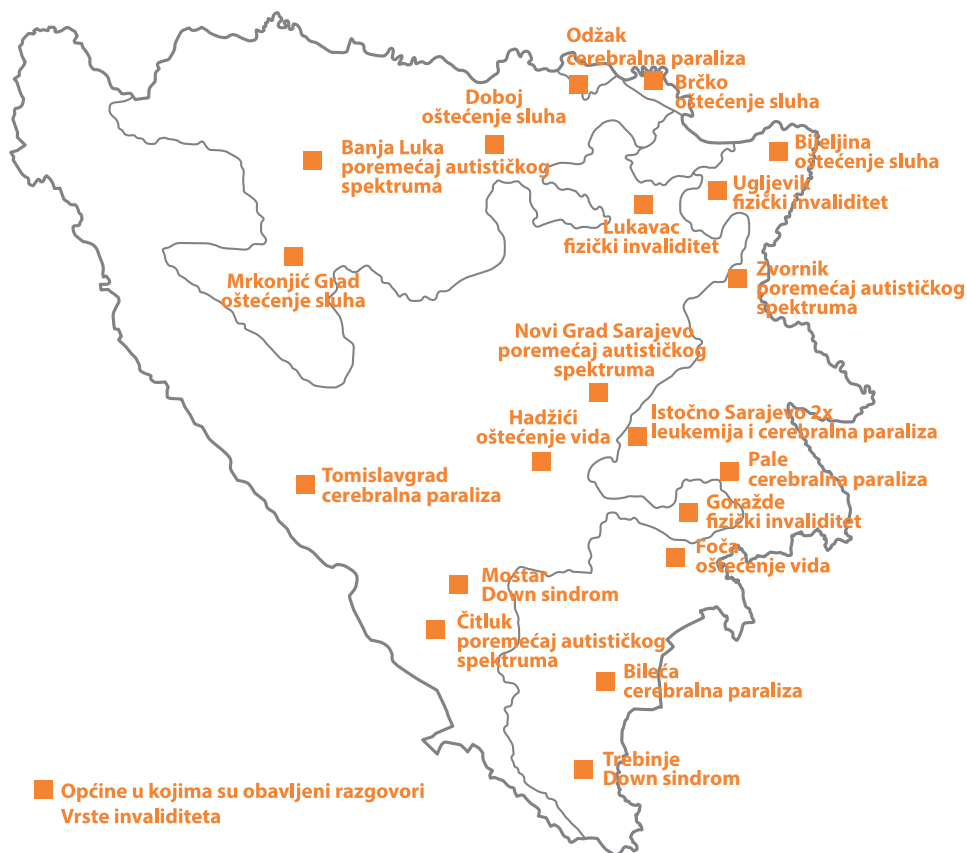 Odžak
cerebralna paraliza
Brčko
oštećenje sluha
Doboj
oštećenje sluha
Banja Luka
poremećaj autističkog
spektruma
Bijeljina
oštećenje sluha
Ugljevik
fizički invaliditet
Lukavac
fizički invaliditet
Mrkonjić Grad
oštećenje sluha
Zvornik
poremećaj autističkog
spektruma
Novi Grad Sarajevo
poremećaj autističkog
spektruma
Hadžići
oštećenje vida
Istočno Sarajevo 2x
leukemija i cerebralna paraliza
Tomislavgrad
cerebralna paraliza
Pale
cerebralna paraliza
Goražde
fizički invaliditet
Foča
oštećenje vida
Mostar
Down sindrom
Čitluk
poremećaj autističkog
spektruma
Bileća
cerebralna paraliza
Trebinje
Down sindrom
Općine u kojima su obavljeni razgovori
Vrste invaliditeta